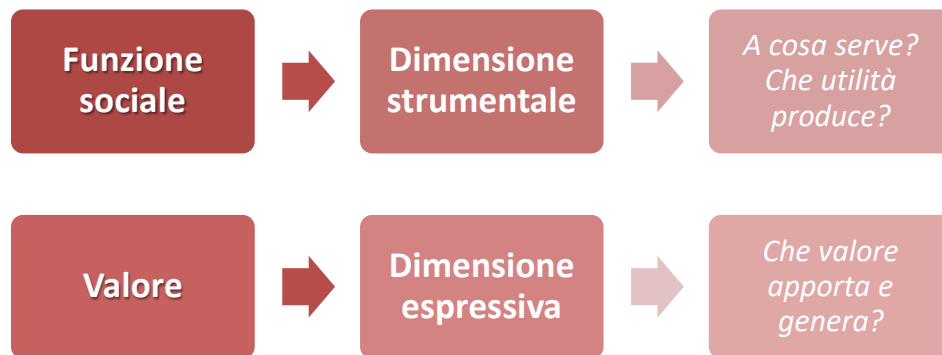 Funzione
sociale
Dimensione
strumentale
A cosa serve?
Che utilità
produce?
Valore
Dimensione
espressiva
Che valore
apporta e
genera?